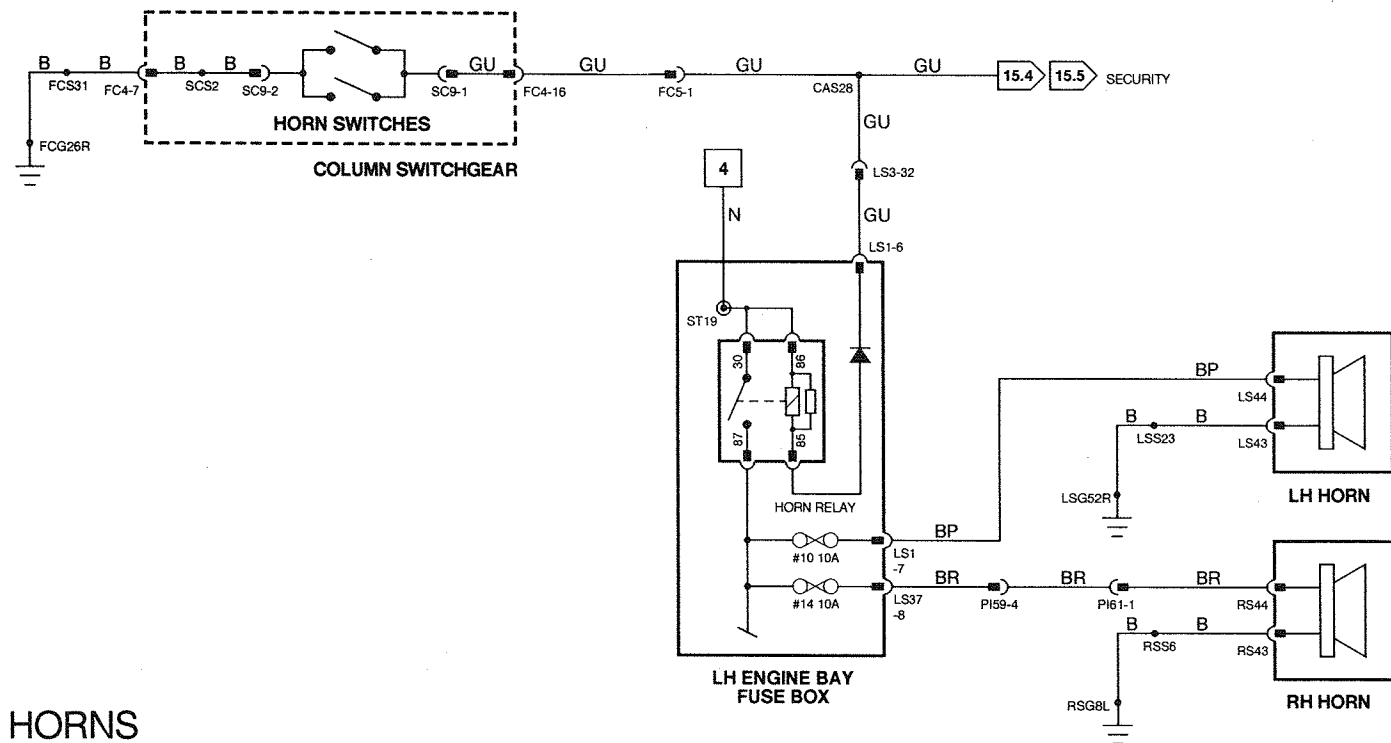 B B B B GU GU GU GU 15.4 15.5 SECURITY
FCS31 FC4-7 SCS2 SC9-2 SC9-1 FC4-16 FC5-1 CAS28
HORN SWITCHES
GU
FCG26R
COLUMN SWITCHGEAR
4
LS3-32
N
GU
LS1-6
ST19
30
86
87
85
BP
LS44
B B
LSS23
LS43
HORN RELAY
LSG52R
LH HORN
#10 10A
LS1
-7
BP
#14 10A
LS37
-8
BR BR BR
PI59-4 PI61-1 RS44
B B
RSS6 RS43
LH ENGINE BAY
FUSE BOX
RSG8L
RH HORN
HORNS